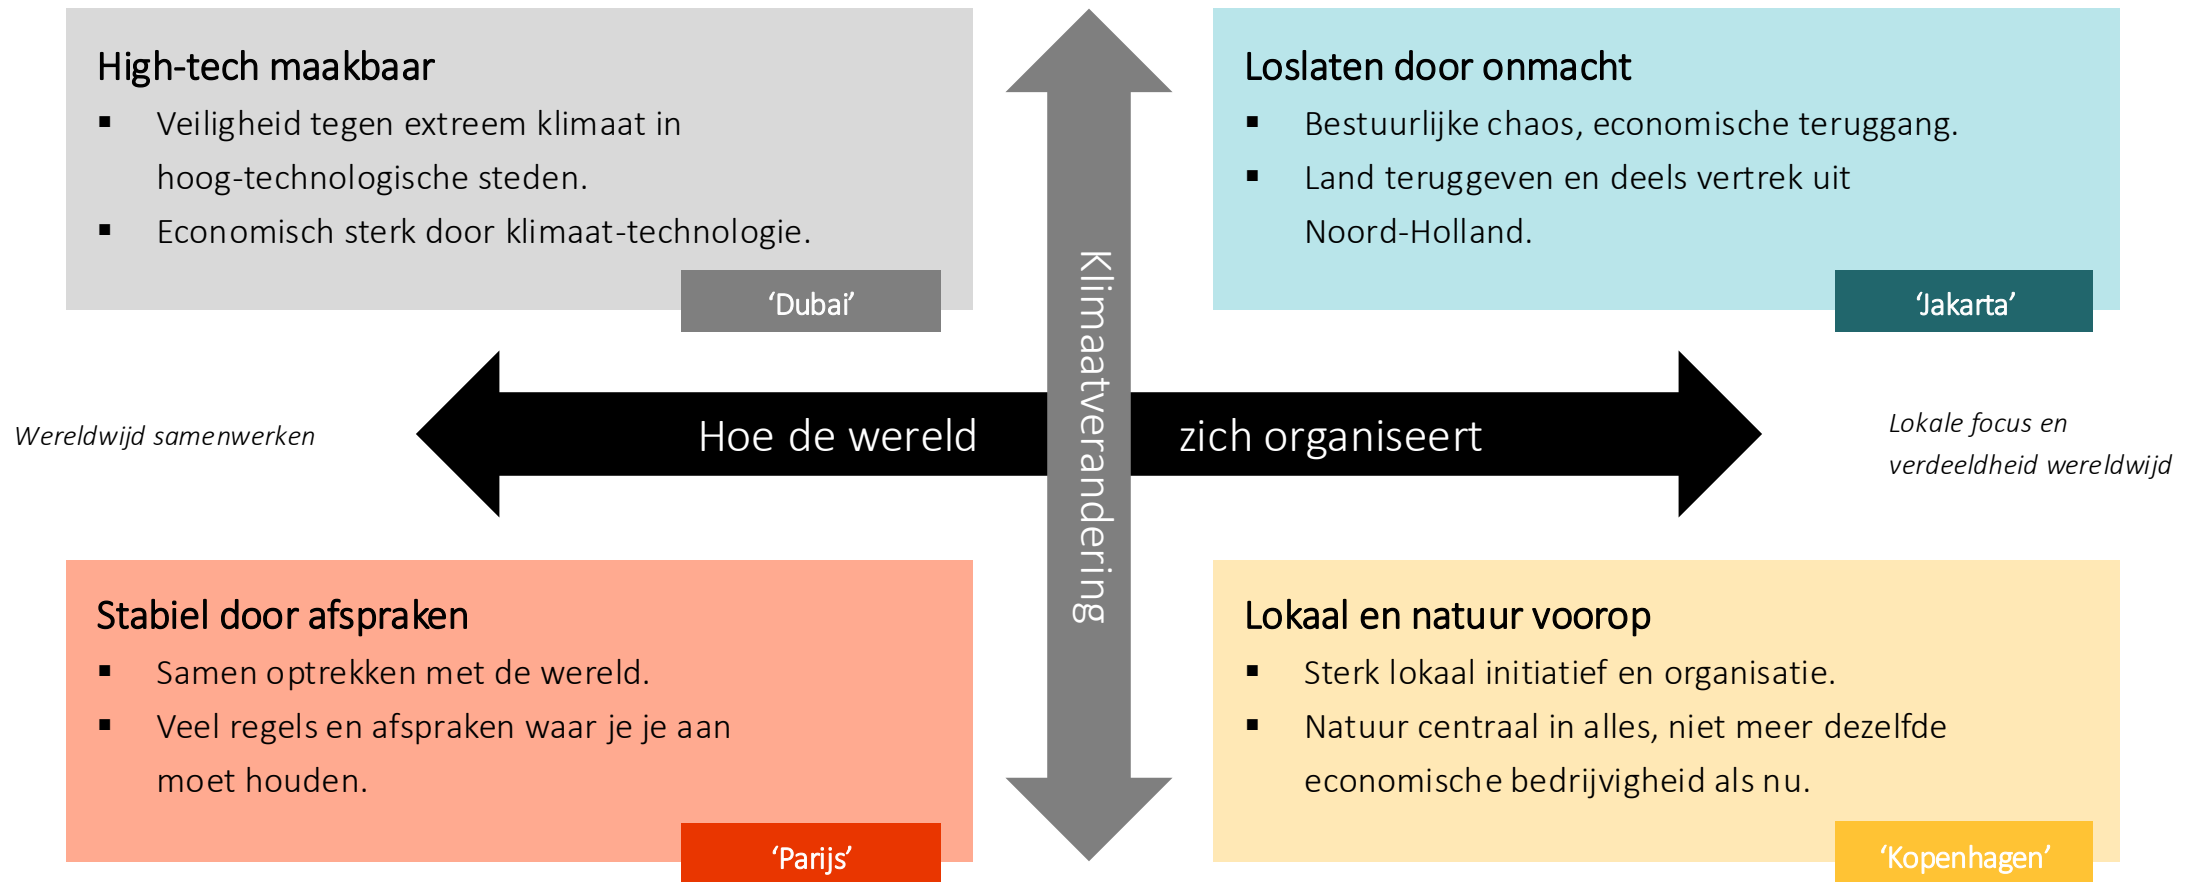 High-tech maakbaar
▪ Veiligheid tegen extreem klimaat in
hoog-technologische steden.
▪ Economisch sterk door klimaat-technologie.
‘Dubai’
Loslaten door onmacht
▪ Bestuurlijke chaos, economische teruggang.
▪ Land teruggeven en deels vertrek uit
Noord-Holland.
‘Jakarta’
Klimaatverandering
Wereldwijd samenwerken
Hoe de wereld zich organiseert
Lokale focus en
verdeeldheid wereldwijd
Stabiel door afspraken
▪ Samen optrekken met de wereld.
▪ Veel regels en afspraken waar je je aan
moet houden.
‘Parijs’
Lokaal en natuur voorop
▪ Sterk lokaal initiatief en organisatie.
▪ Natuur centraal in alles, niet meer dezelfde
economische bedrijvigheid als nu.
‘Kopenhagen’